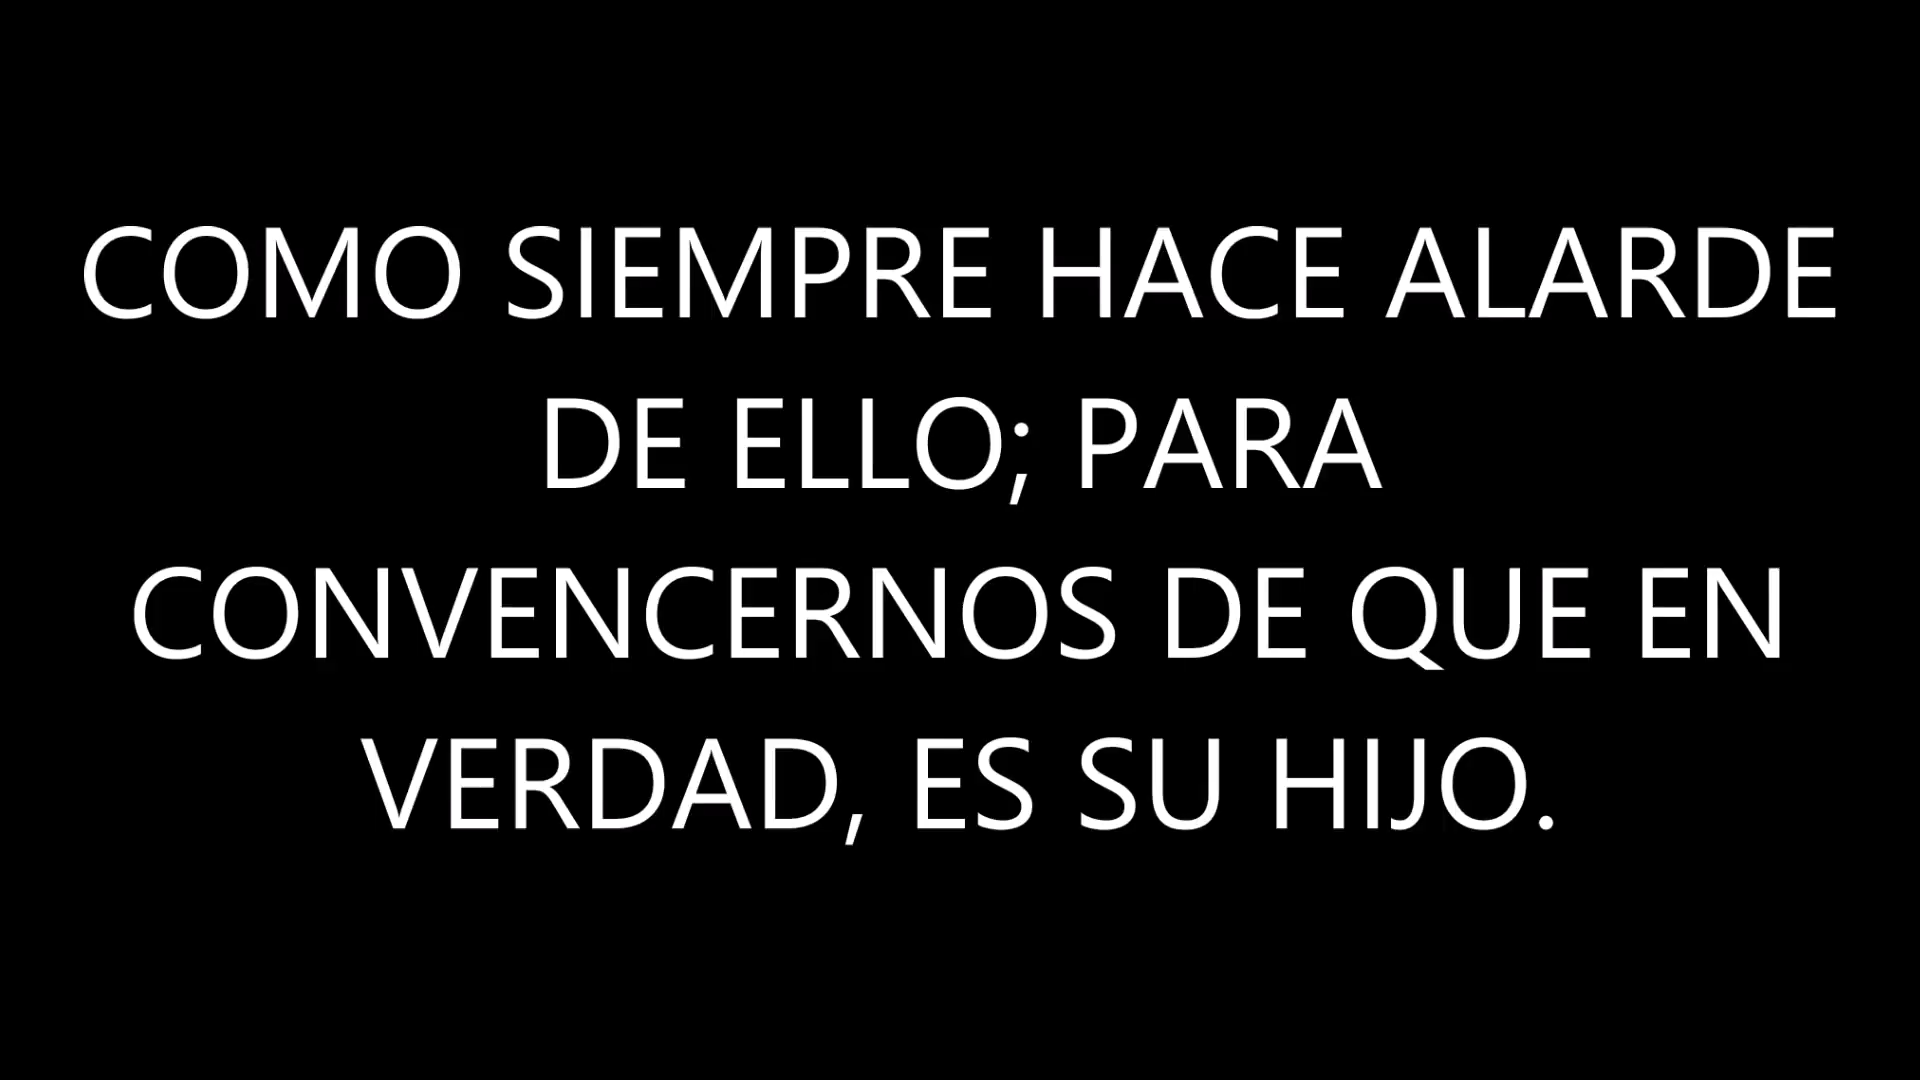 COMO SIEMPRE HACE ALARDE
DE ELLO; PARA
CONVENCERNOS DE QUE EN
VERDAD, ES SU HIJO.